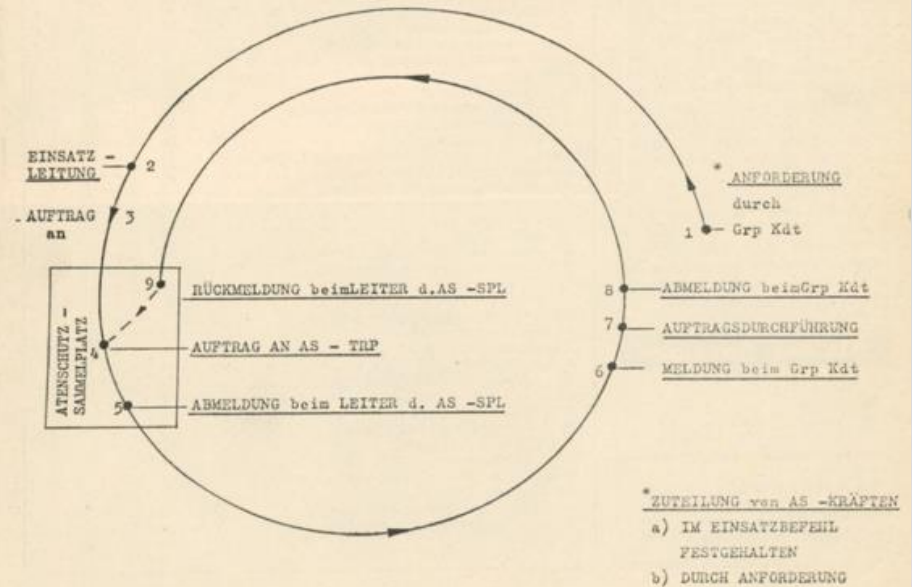 EINSATZ -
LEITUNG
2
- AUFTRAG
an
3
* ANFORDERUNG
durch
1 Grp Kdt
ATENSCHUTZ -
SAMMELPLATZ
9 RÜCKMELDUNG beimLEITER d.AS -SPL
4 AUFTRAG AN AS - TRP
5 ABMELDUNG beim LEITER d. AS -SPL
8 ABMELDUNG beimGrp Kdt
7 AUFTRAGSDURCHFÜHRUNG
6 MELDUNG beim Grp Kdt
* ZUTEILUNG von AS -KRÄFTEN
a) IM EINSATZBEFEHL
FESTGEHALTEN
b) DURCH ANFORDERUNG